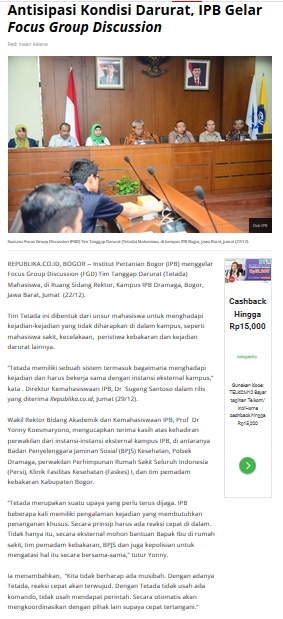 Antisipasi Kondisi Darurat, IPB Gelar
Focus Group Discussion
Red: Irwan Kelana
Dok IPB
Suasana Focus Group Discussion (FGD) Tim Tanggap Darurat (Tetada) Mahasiswa, di kampus IPB Bogor, Jawa Barat, Jumat (22/12).
REPUBLIKA.CO.ID, BOGOR -- Institut Pertanian Bogor (IPB) menggelar
Focus Group Discussion (FGD) Tim Tanggap Darurat (Tetada)
Mahasiswa, di Ruang Sidang Rektor, Kampus IPB Dramaga, Bogor,
Jawa Barat, Jumat (22/12).
Tim Tetada ini dibentuk dari unsur mahasiswa untuk menghadapi
kejadian-kejadian yang tidak diharapkan di dalam kampus, seperti
mahasiswa sakit, kecelakaan, peristiwa kebakaran dan kejadian
darurat lainnya.
“Tetada memiliki sebuah sistem termasuk bagaimana menghadapi
kejadian dan harus bekerja sama dengan instansi eksternal kampus,”
kata . Direktur Kemahasiswaan IPB, Dr Sugeng Santoso dalam rilis
yang diterima Republika.co.id, Jumat (29/12).
Wakil Rektor Bidang Akademik dan Kemahasiswaan IPB, Prof Dr
Yonny Koesmaryono, mengucapkan terima kasih atas kehadiran
perwakilan dari instansi-instansi eksternal kampus IPB, di antaranya
Badan Penyelenggara Jaminan Sosial (BPJS) Kesehatan, Polsek
Dramaga, perwakilan Perhimpunan Rumah Sakit Seluruh Indonesia
(Persi), Klinik Fasilitas Kesehatan (Faskes) I, dan tim pemadam
kebakaran Kabupaten Bogor.
“Tetada merupakan suatu upaya yang perlu terus dijaga. IPB
beberapa kali memiliki pengalaman kejadian yang membutuhkan
penanganan khusus. Secara prinsip harus ada reaksi cepat di dalam.
Tidak hanya itu, secara eksternal mohon bantuan Bapak Ibu di rumah
sakit, tim pemadam kebakaran, BPJS dan juga kepolisian untuk
mengatasi hal itu secara bersama-sama,” tutur Yonny.
Ia menambahkan, “Kita tidak berharap ada musibah. Dengan adanya
Tetada, reaksi cepat akan terwujud. Dengan Tetada tidak usah ada
komando, tidak usah mendapat perintah. Secara otomatis akan
mengkoordinasikan dengan pihak lain supaya cepat tertangani.”
Cashback
Hingga
Rp15,000
tokopedia
Gunakan Kode:
TELKOM10 Bayar
tagihan Telkom/
IndiHome
cashback hingga
Rp15,000